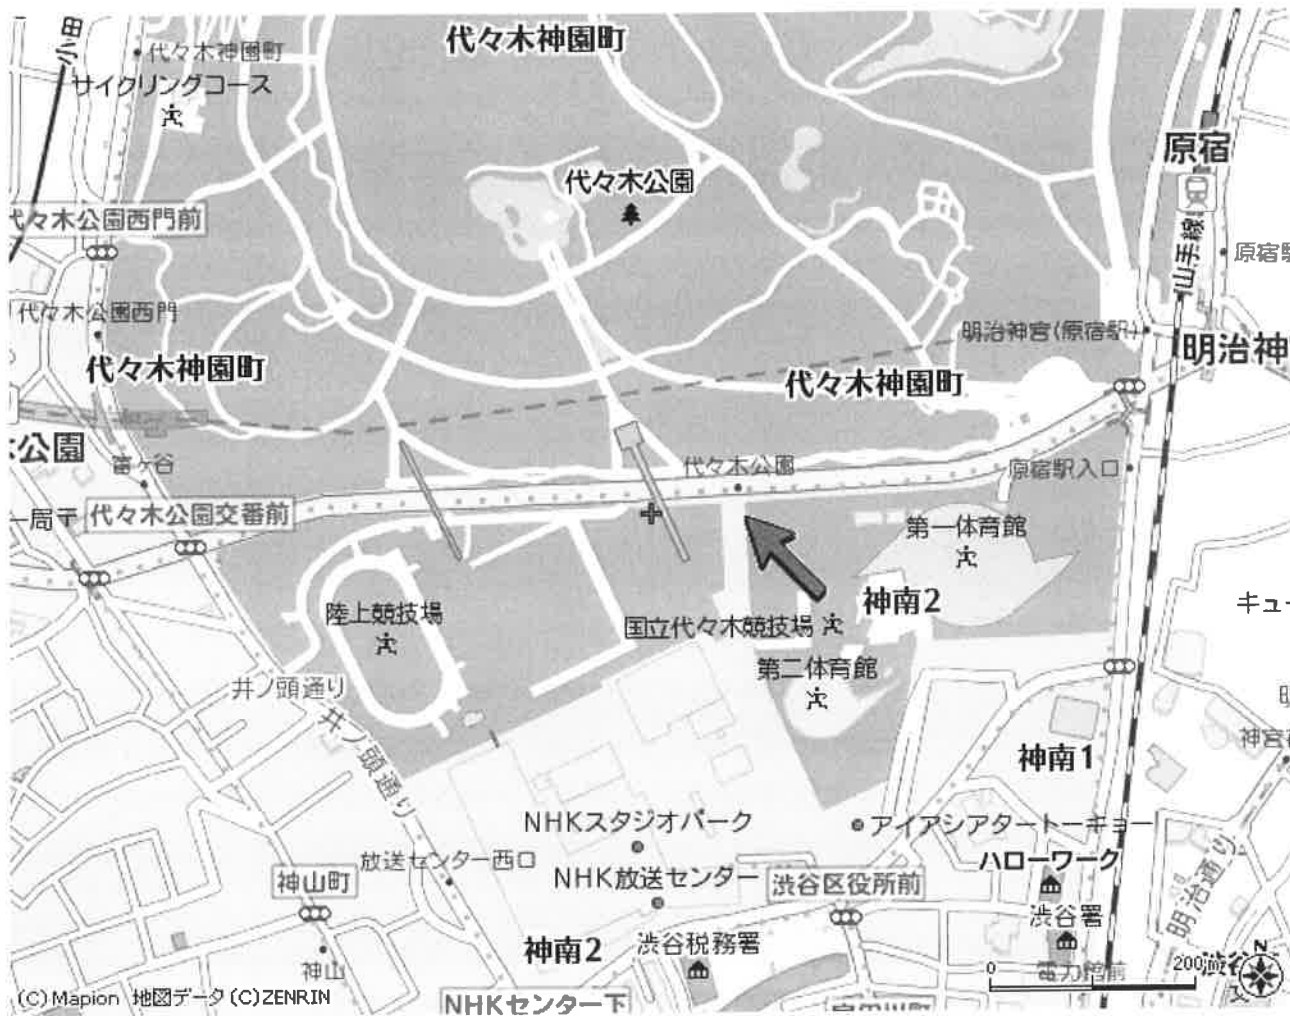 小田
代々木神園町
代々木神園町
サイクリングコース
原宿
代々木公園
代々木公園西門前
山手線
原宿駅
代々木公園西門
明治神宮(原宿駅)
明治神
代々木神園町
代々木神園町
木公園
富ヶ谷
代々木公園
原宿駅入口
代々木公園交番前
第一体育館
神南2
キュー
陸上競技場
国立代々木競技場
第二体育館
井ノ頭通り
井ノ頭通り
神南1
NHKスタジオパーク
アイアシアタートーキョー
放送センター西口
ハローワーク
神山町
NHK放送センター
渋谷区役所前
明治通り
渋谷署
神南2
渋谷税務署
神山
電力館前
0
200m
N
(C)Mapion 地図データ(C)ZENRIN
NHKセンター下